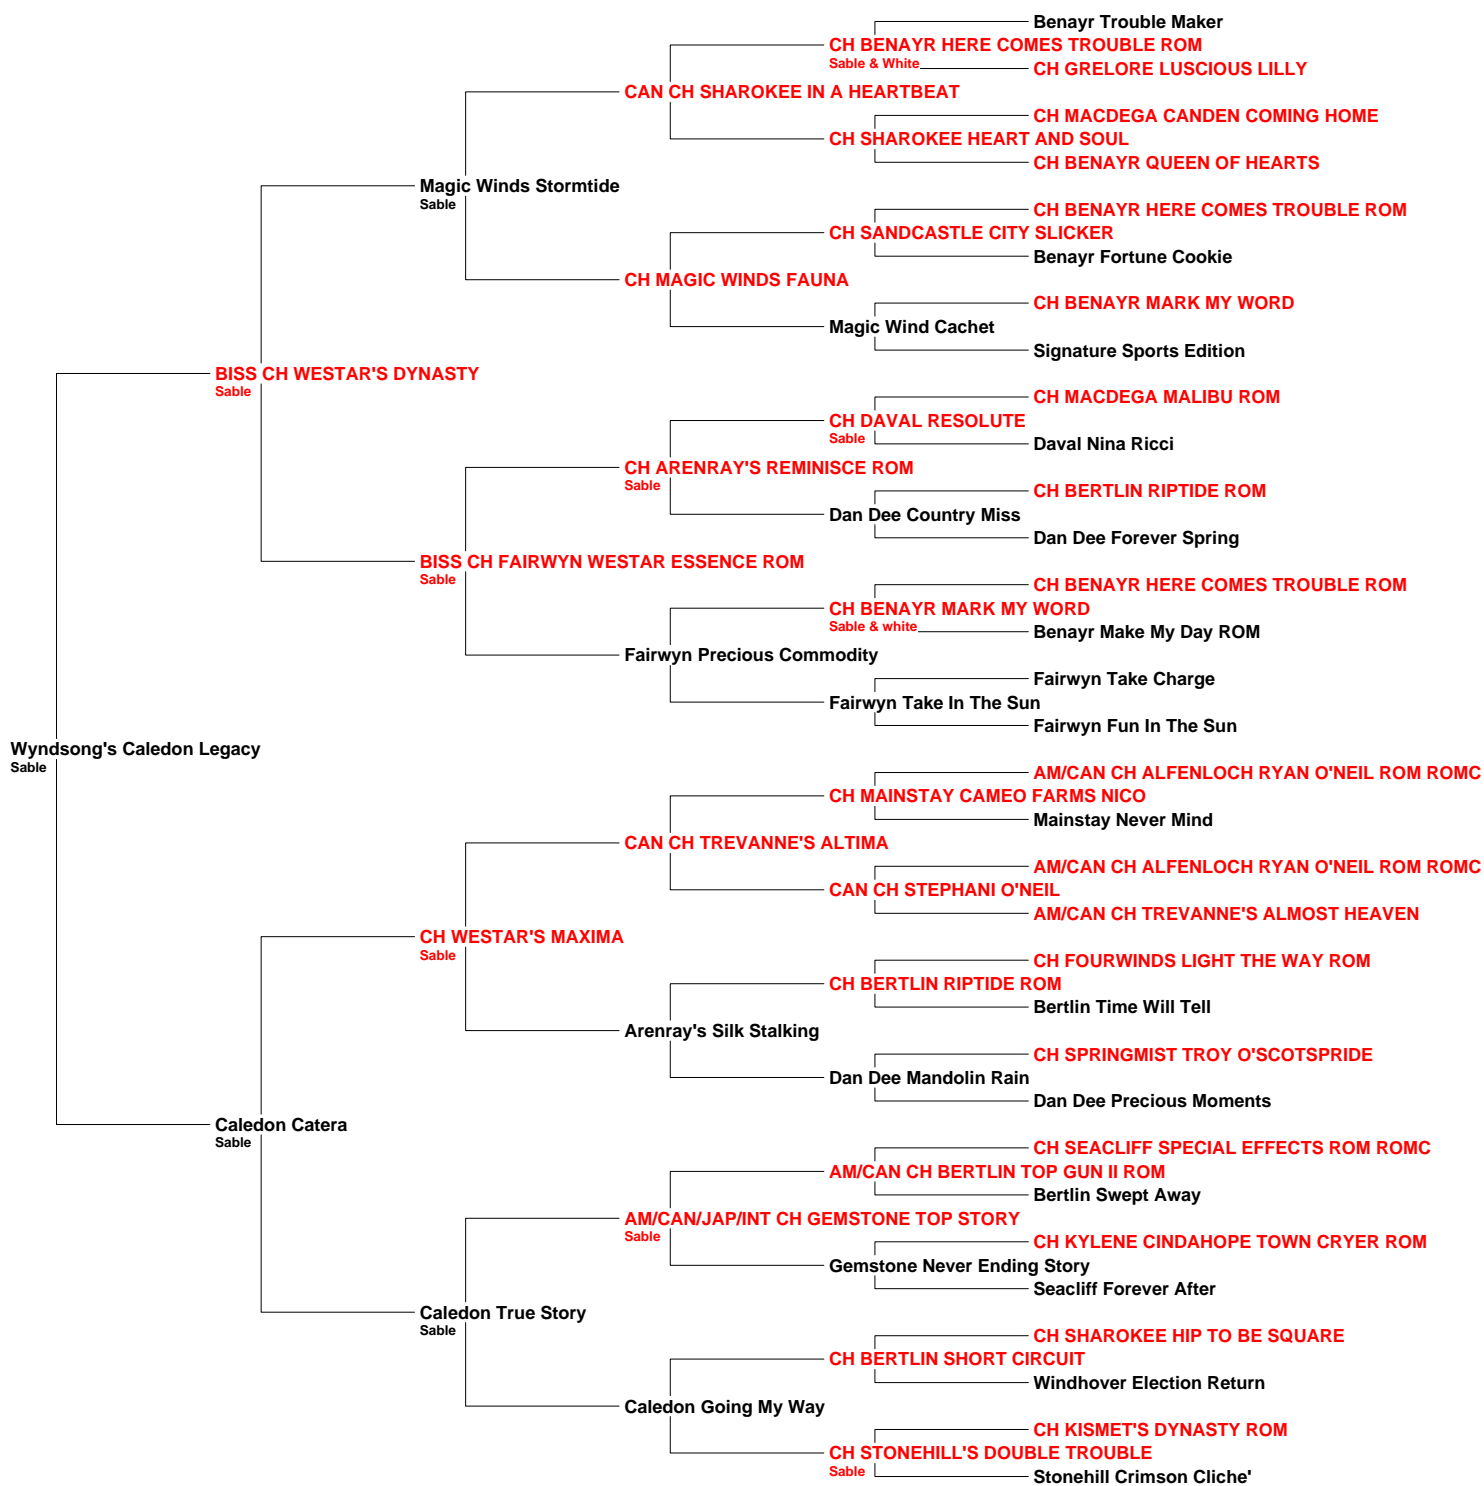 Benayr Trouble Maker
CH BENAYR HERE COMES TROUBLE ROM
Sable & White
CH GRELORE LUSCIOUS LILLY
CAN CH SHAROKEE IN A HEARTBEAT
CH MACDEGA CANDEN COMING HOME
CH SHAROKEE HEART AND SOUL
CH BENAYR QUEEN OF HEARTS
Magic Winds Stormtide
Sable
CH BENAYR HERE COMES TROUBLE ROM
CH SANDCASTLE CITY SLICKER
Benayr Fortune Cookie
CH MAGIC WINDS FAUNA
CH BENAYR MARK MY WORD
Magic Wind Cachet
Signature Sports Edition
BISS CH WESTAR'S DYNASTY
Sable
CH MACDEGA MALIBU ROM
CH DAVAL RESOLUTE
Sable
Daval Nina Ricci
CH ARENRAY'S REMINISCE ROM
Sable
CH BERTLIN RIPTIDE ROM
Dan Dee Country Miss
Dan Dee Forever Spring
BISS CH FAIRWYN WESTAR ESSENCE ROM
Sable
CH BENAYR HERE COMES TROUBLE ROM
CH BENAYR MARK MY WORD
Sable & white
Benayr Make My Day ROM
Fairwyn Precious Commodity
Fairwyn Take Charge
Fairwyn Take In The Sun
Fairwyn Fun In The Sun
Wyndsong's Caledon Legacy
Sable
AM/CAN CH ALFENLOCH RYAN O'NEIL ROM ROMC
CH MAINSTAY CAMEO FARMS NICO
Mainstay Never Mind
CAN CH TREVANNE'S ALTIMA
AM/CAN CH ALFENLOCH RYAN O'NEIL ROM ROMC
CAN CH STEPHANI O'NEIL
AM/CAN CH TREVANNE'S ALMOST HEAVEN
CH WESTAR'S MAXIMA
Sable
CH FOURWINDS LIGHT THE WAY ROM
CH BERTLIN RIPTIDE ROM
Bertlin Time Will Tell
Arenray's Silk Stalking
CH SPRINGMIST TROY O'SCOTSPRIDE
Dan Dee Mandolin Rain
Dan Dee Precious Moments
Caledon Catera
Sable
CH SEACLIFF SPECIAL EFFECTS ROM ROMC
AM/CAN CH BERTLIN TOP GUN II ROM
Bertlin Swept Away
AM/CAN/JAP/INT CH GEMSTONE TOP STORY
Sable
CH KYLENE CINDAHOPE TOWN CRYER ROM
Gemstone Never Ending Story
Seacliff Forever After
Caledon True Story
Sable
CH SHAROKEE HIP TO BE SQUARE
CH BERTLIN SHORT CIRCUIT
Windhover Election Return
Caledon Going My Way
CH KISMET'S DYNASTY ROM
CH STONEHILL'S DOUBLE TROUBLE
Sable
Stonehill Crimson Cliche'